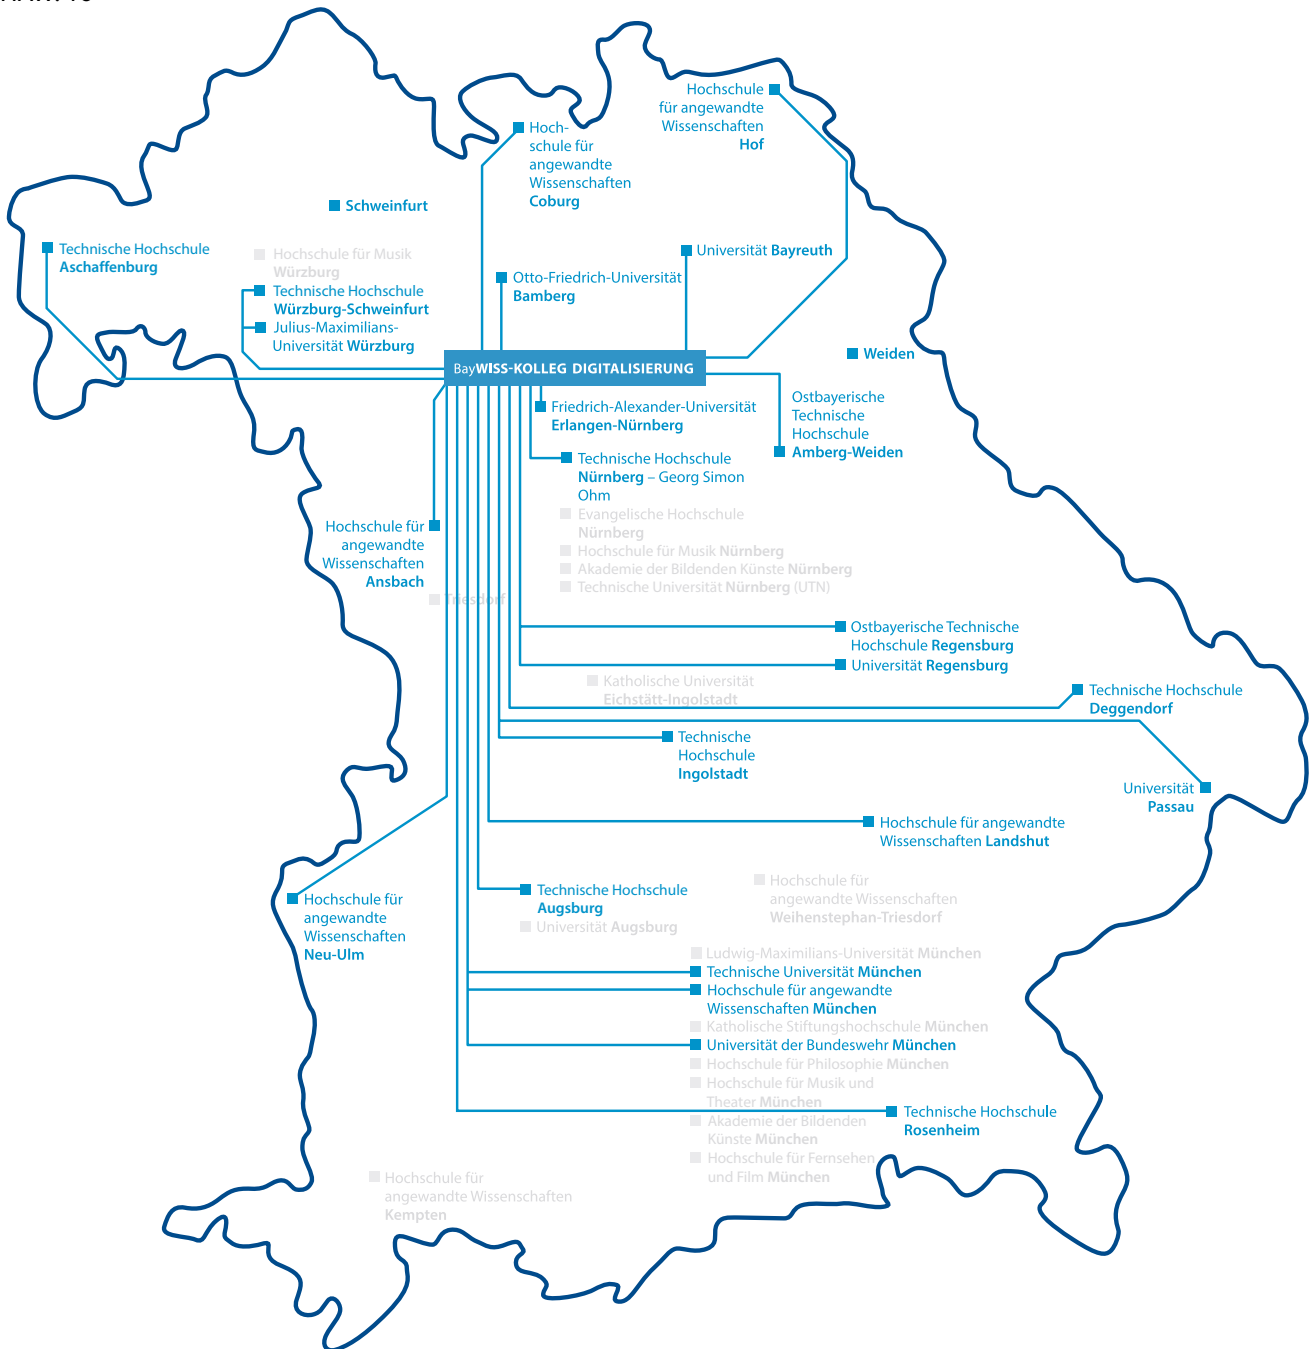 Hochschule
für angewandte
Wissenschaften
Hof
Hoch-
schule für
angewandte
Wissenschaften
Coburg
Schweinfurt
Technische Hochschule
Aschaffenburg
Hochschule für Musik
Würzburg
Technische Hochschule
Würzburg-Schweinfurt
Julius-Maximilians-
Universität Würzburg
Otto-Friedrich-Universität
Bamberg
Universität Bayreuth
Weiden
BayWISS-KOLLEG DIGITALISIERUNG
Friedrich-Alexander-Universität
Erlangen-Nürnberg
Ostbayerische
Technische
Hochschule
Amberg-Weiden
Technische Hochschule
Nürnberg – Georg Simon
Ohm
Evangelische Hochschule
Nürnberg
Hochschule für Musik Nürnberg
Akademie der Bildenden Künste Nürnberg
Technische Universität Nürnberg (UTN)
Hochschule für
angewandte
Wissenschaften
Ansbach
Triesdorf
Ostbayerische Technische
Hochschule Regensburg
Universität Regensburg
Katholische Universität
Eichstätt-Ingolstadt
Technische Hochschule
Deggendorf
Technische
Hochschule
Ingolstadt
Universität
Passau
Hochschule für angewandte
Wissenschaften Landshut
Technische Hochschule
Augsburg
Universität Augsburg
Hochschule für
angewandte Wissenschaften
Weihenstephan-Triesdorf
Hochschule für
angewandte
Wissenschaften
Neu-Ulm
Ludwig-Maximilians-Universität München
Technische Universität München
Hochschule für angewandte
Wissenschaften München
Katholische Stiftungshochschule München
Universität der Bundeswehr München
Hochschule für Philosophie München
Hochschule für Musik und
Theater München
Akademie der Bildenden
Künste München
Hochschule für Fernsehen
und Film München
Technische Hochschule
Rosenheim
Hochschule für
angewandte Wissenschaften
Kempten